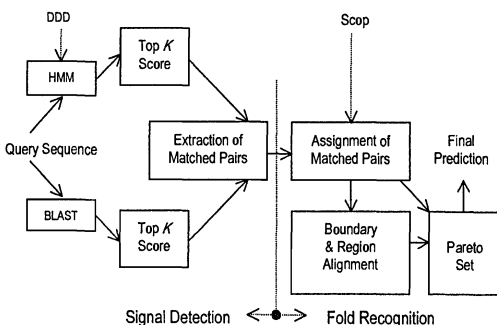 DDD
Scop
HMM
Top K
Score
Query Sequence
Extraction of
Matched Pairs
Assignment of
Matched Pairs
Final
Prediction
BLAST
Top K
Score
Boundary
& Region
Alignment
Pareto
Set
Signal Detection
Fold Recognition